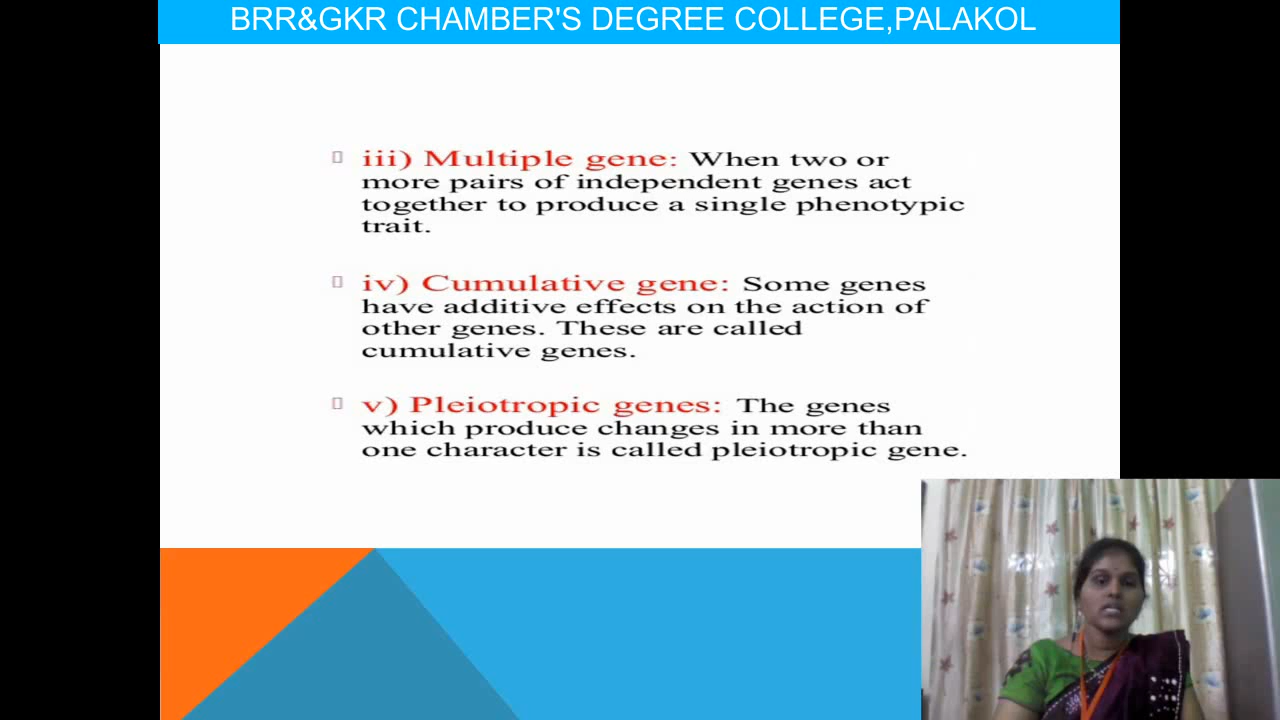 BRR&GKR CHAMBER'S DEGREE COLLEGE,PALAKOL
iii) Multiple gene: When two or
more pairs of independent genes act
together to produce a single phenotypic
trait.
iv) Cumulative gene: Some genes
have additive effects on the action of
other genes. These are called
cumulative genes.
v) Pleiotropic genes: The genes
which produce changes in more than
one character is called pleiotropic gene.